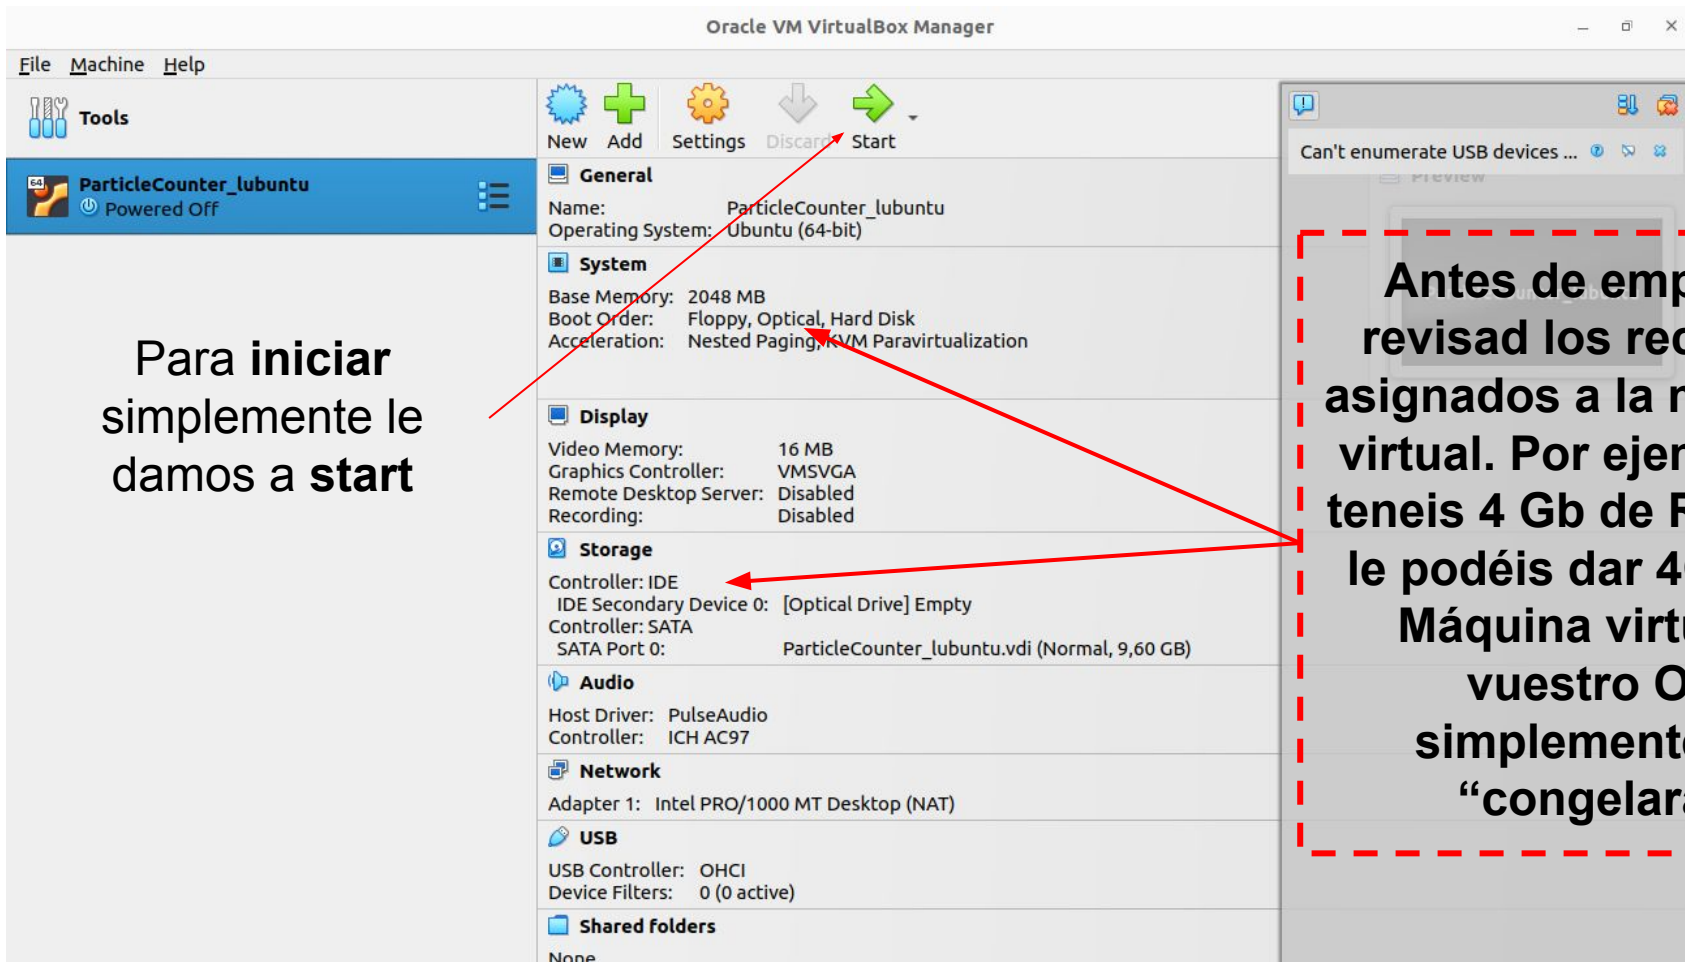 Oracle VM VirtualBox Manager
File Machine Help
Tools
New Add Settings Discard Start
64
ParticleCounter_lubuntu
Powered Off
General
Name: ParticleCounter_lubuntu
Operating System: Ubuntu (64-bit)
System
Base Memory: 2048 MB
Boot Order: Floppy, Optical, Hard Disk
Acceleration: Nested Paging, KVM Paravirtualization
Display
Video Memory: 16 MB
Graphics Controller: VMSVGA
Remote Desktop Server: Disabled
Recording: Disabled
Storage
Controller: IDE
IDE Secondary Device 0: [Optical Drive] Empty
Controller: SATA
SATA Port 0: ParticleCounter_lubuntu.vdi (Normal, 9,60 GB)
Audio
Host Driver: PulseAudio
Controller: ICH AC97
Network
Adapter 1: Intel PRO/1000 MT Desktop (NAT)
USB
USB Controller: OHCI
Device Filters: 0 (0 active)
Shared folders
None
Para iniciar
simplemente le
damos a start
Can't enumerate USB devices ...
Preview
Antes de emp
revisad los rec
asignados a la
virtual. Por ejem
teneis 4 Gb de R
le podéis dar 4
Máquina virtu
vuestro O
simplemente
“congelara